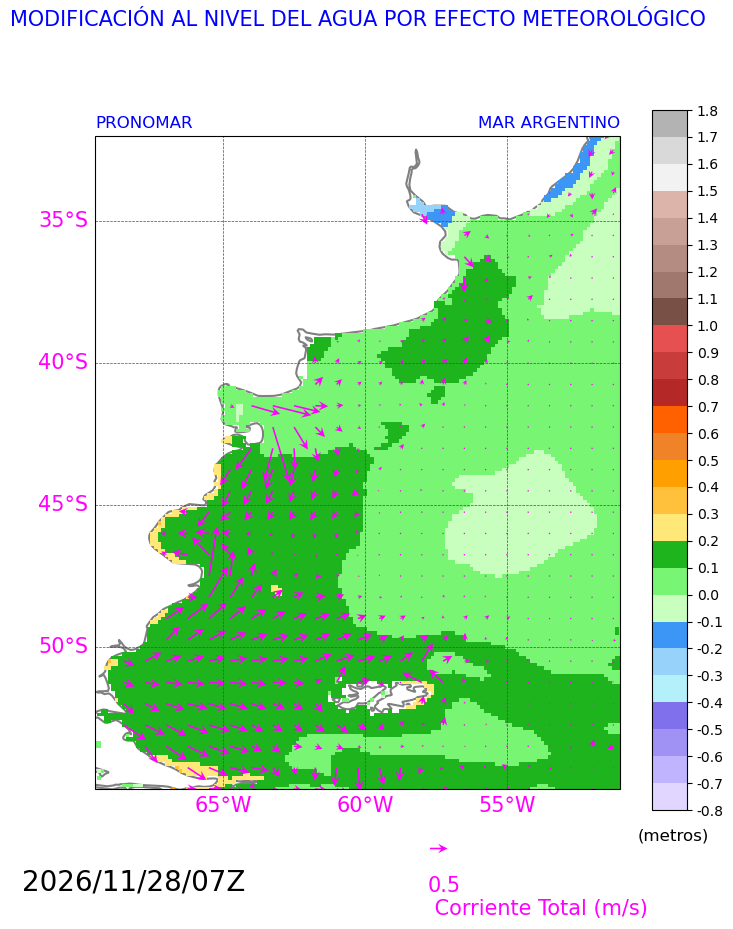 MODIFICACIÓN AL NIVEL DEL AGUA POR EFECTO METEOROLÓGICO
PRONOMAR
MAR ARGENTINO
35°S
40°S
45°S
50°S
65°W
60°W
55°W
1.8
1.7
1.6
1.5
1.4
1.3
1.2
1.1
1.0
0.9
0.8
0.7
0.6
0.5
0.4
0.3
0.2
0.1
0.0
-0.1
-0.2
-0.3
-0.4
-0.5
-0.6
-0.7
-0.8
(metros)
2026/11/28/07Z
0.5
Corriente Total (m/s)